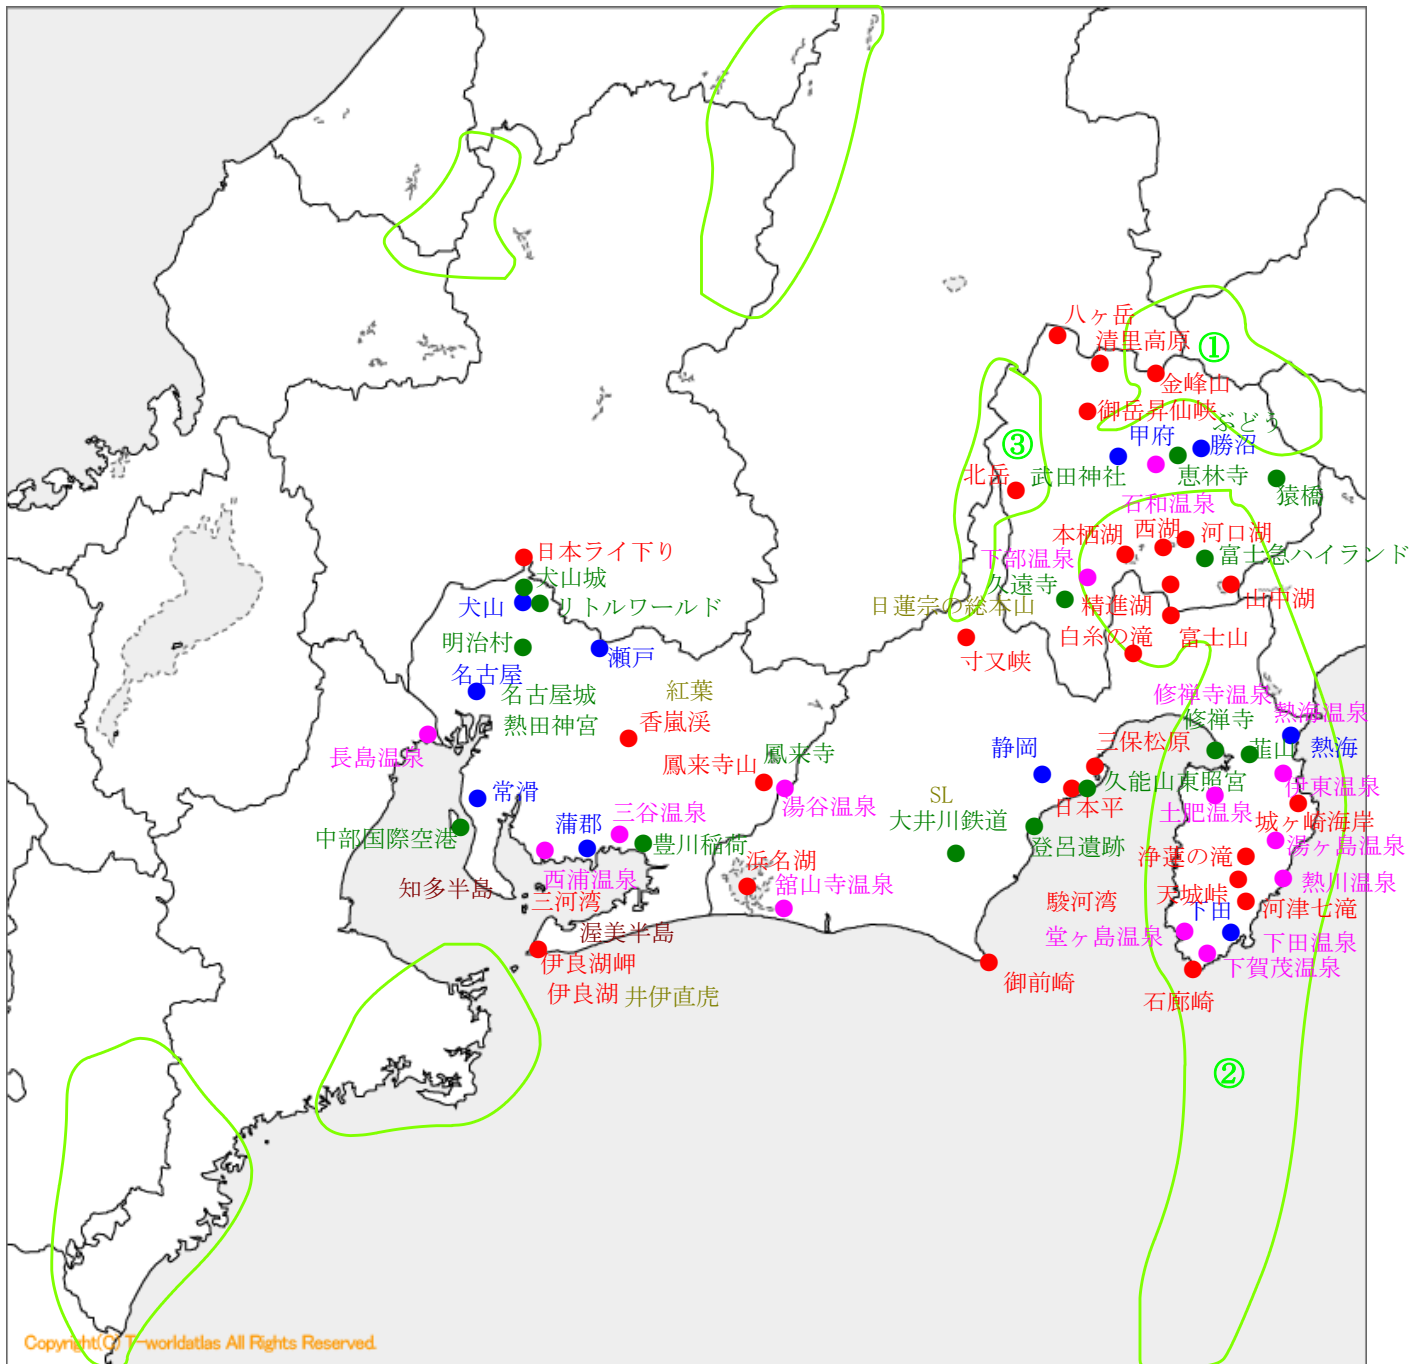 八ヶ岳
清里高原
①
金峰山
御岳昇仙峡
ぶどう
③
甲府
勝沼
北岳
武田神社
恵林寺
猿橋
石和温泉
本栖湖
西湖
河口湖
日本ライ下り
下部温泉
富士急ハイランド
犬山城
久遠寺
犬山
リトルワールド
日蓮宗の総本山
精進湖
山中湖
明治村
瀬戸
寸又峡
白糸の滝
富士山
名古屋
名古屋城
紅葉
修禅寺温泉
熱田神宮
香嵐渓
修禅寺
熱海温泉
長島温泉
鳳来寺
静岡
三保松原
韮山
熱海
鳳来寺山
久能山東照宮
伊東温泉
常滑
湯谷温泉
SL
日本平
土肥温泉
三谷温泉
大井川鉄道
城ヶ崎海岸
中部国際空港
蒲郡
豊川稲荷
登呂遺跡
湯ヶ島温泉
浄蓮の滝
浜名湖
西浦温泉
舘山寺温泉
熱川温泉
知多半島
三河湾
駿河湾
天城峠
河津七滝
下田
渥美半島
堂ヶ島温泉
下田温泉
伊良湖岬
下賀茂温泉
御前崎
伊良湖
井伊直虎
石廊崎
②
Copyright(C) T-worldatlas All Rights Reserved.